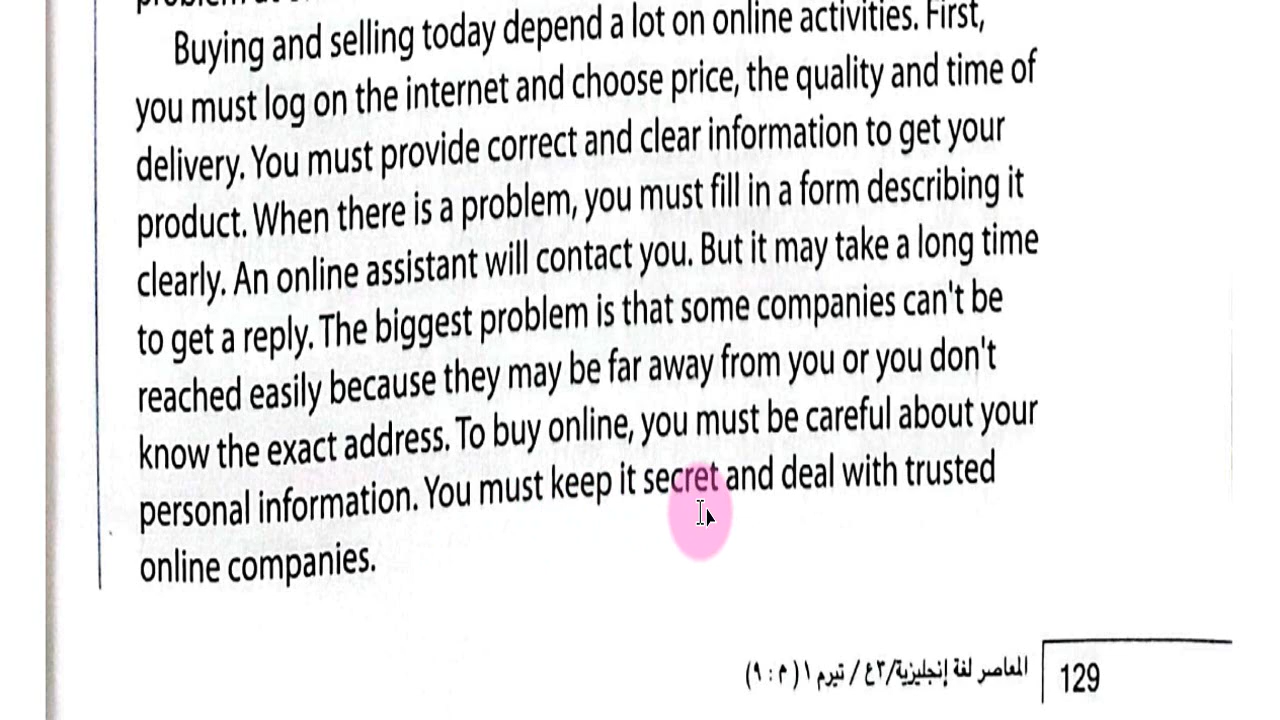 Buying and selling today depend a lot on online activities. First,
you must log on the internet and choose price, the quality and time of
delivery. You must provide correct and clear information to get your
product. When there is a problem, you must fill in a form describing it
clearly. An online assistant will contact you. But it may take a long time
to get a reply. The biggest problem is that some companies can't be
reached easily because they may be far away from you or you don't
know the exact address. To buy online, you must be careful about your
personal information. You must keep it secret and deal with trusted
online companies.
المعاصر لغة إنجليزية/٣ع/ تيرم ١ (م : ٩)
129